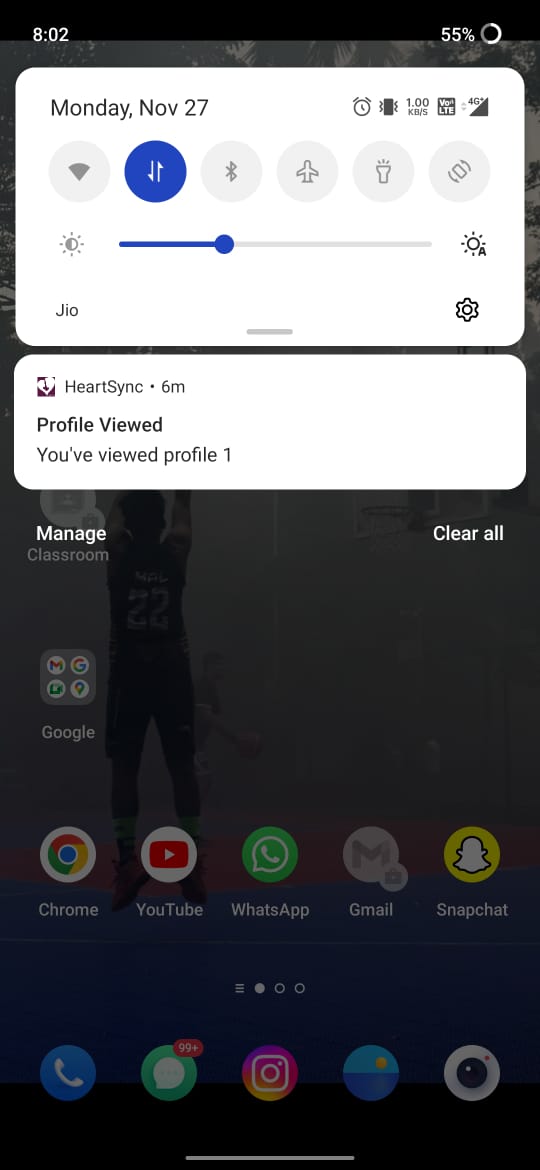 8:02
55%
Monday, Nov 27
1.00
KB/S
Vo
LTE
4G+
A
Jio
HeartSync • 6m
Profile Viewed
You've viewed profile 1
Manage
Clear all
Classroom
22
Google
Chrome
YouTube
WhatsApp
Gmail
Snapchat
99+